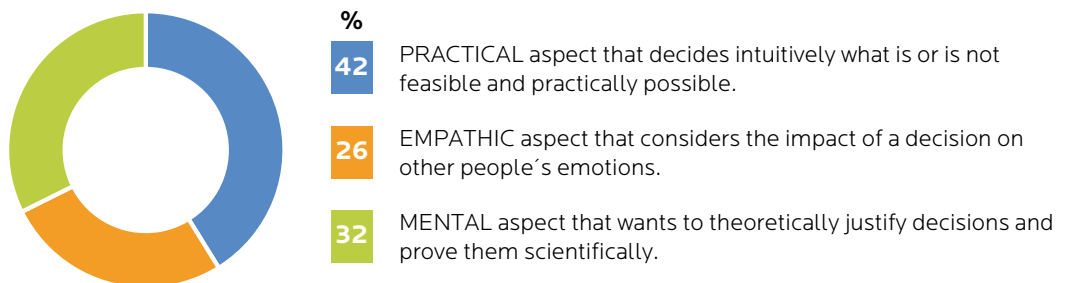 %
42
PRACTICAL aspect that decides intuitively what is or is not
feasible and practically possible.
26
EMPATHIC aspect that considers the impact of a decision on
other people´s emotions.
32
MENTAL aspect that wants to theoretically justify decisions and
prove them scientifically.